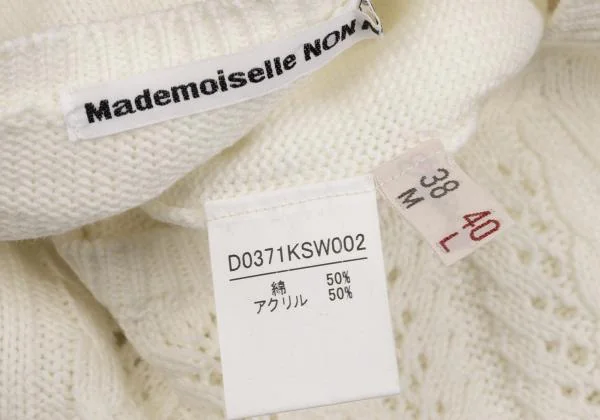 Mademoiselle NON
D0371KSW002
綿 50%
アクリル 50%
38 40
M L